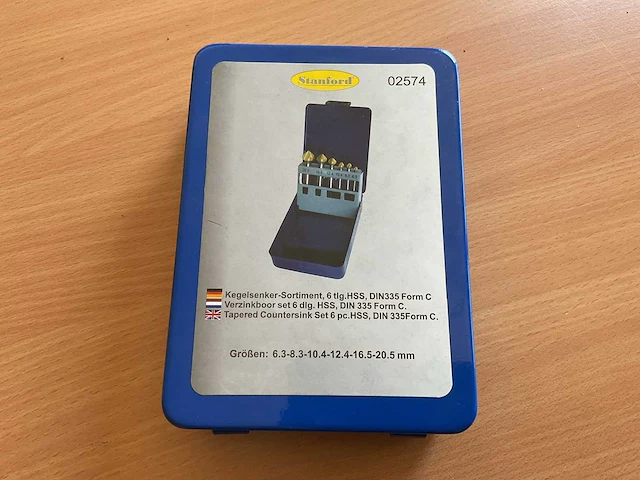 Stanford
02574
Kegelsenker-Sortiment, 6 tlg.HSS, DIN335 Form C
Verzinkboor set 6 dlg. HSS, DIN 335 Form C.
Tapered Countersink Set 6 pc.HSS, DIN 335Form C.
Größen: 6.3-8.3-10.4-12.4-16.5-20.5 mm